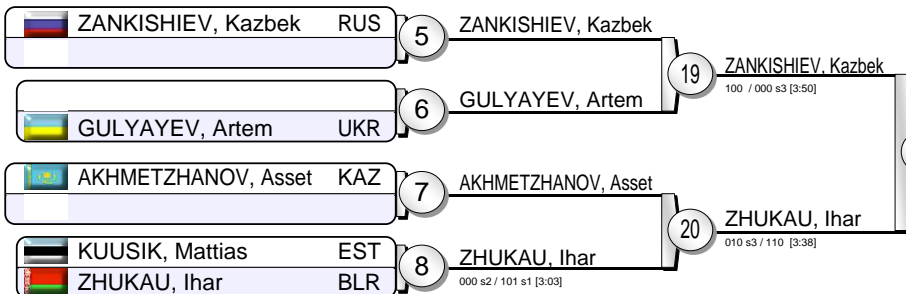 ZANKISHIEV, Kazbek RUS
5
ZANKISHIEV, Kazbek
19
ZANKISHIEV, Kazbek
100 / 000 s3 [3:50]
6
GULYAYEV, Artem
GULYAYEV, Artem UKR
AKHMETZHANOV, Asset KAZ
7
AKHMETZHANOV, Asset
20
ZHUKAU, Ihar
010 s3 / 110 [3:38]
KUUSIK, Mattias EST
8
ZHUKAU, Ihar
000 s2 / 101 s1 [3:03]
ZHUKAU, Ihar BLR